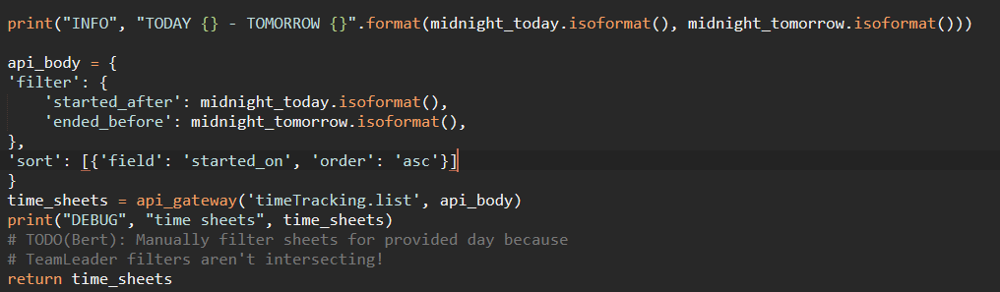 print("INFO", "TODAY {} - TOMORROW {}".format(midnight_today.isoformat(), midnight_tomorrow.isoformat()))
api_body = {
'filter': {
    'started_after': midnight_today.isoformat(),
    'ended_before': midnight_tomorrow.isoformat(),
},
'sort': [{'field': 'started_on', 'order': 'asc'}]
}
time_sheets = api_gateway('timeTracking.list', api_body)
print("DEBUG", "time sheets", time_sheets)
# TODO(Bert): Manually filter sheets for provided day because
# TeamLeader filters aren't intersecting!
return time_sheets